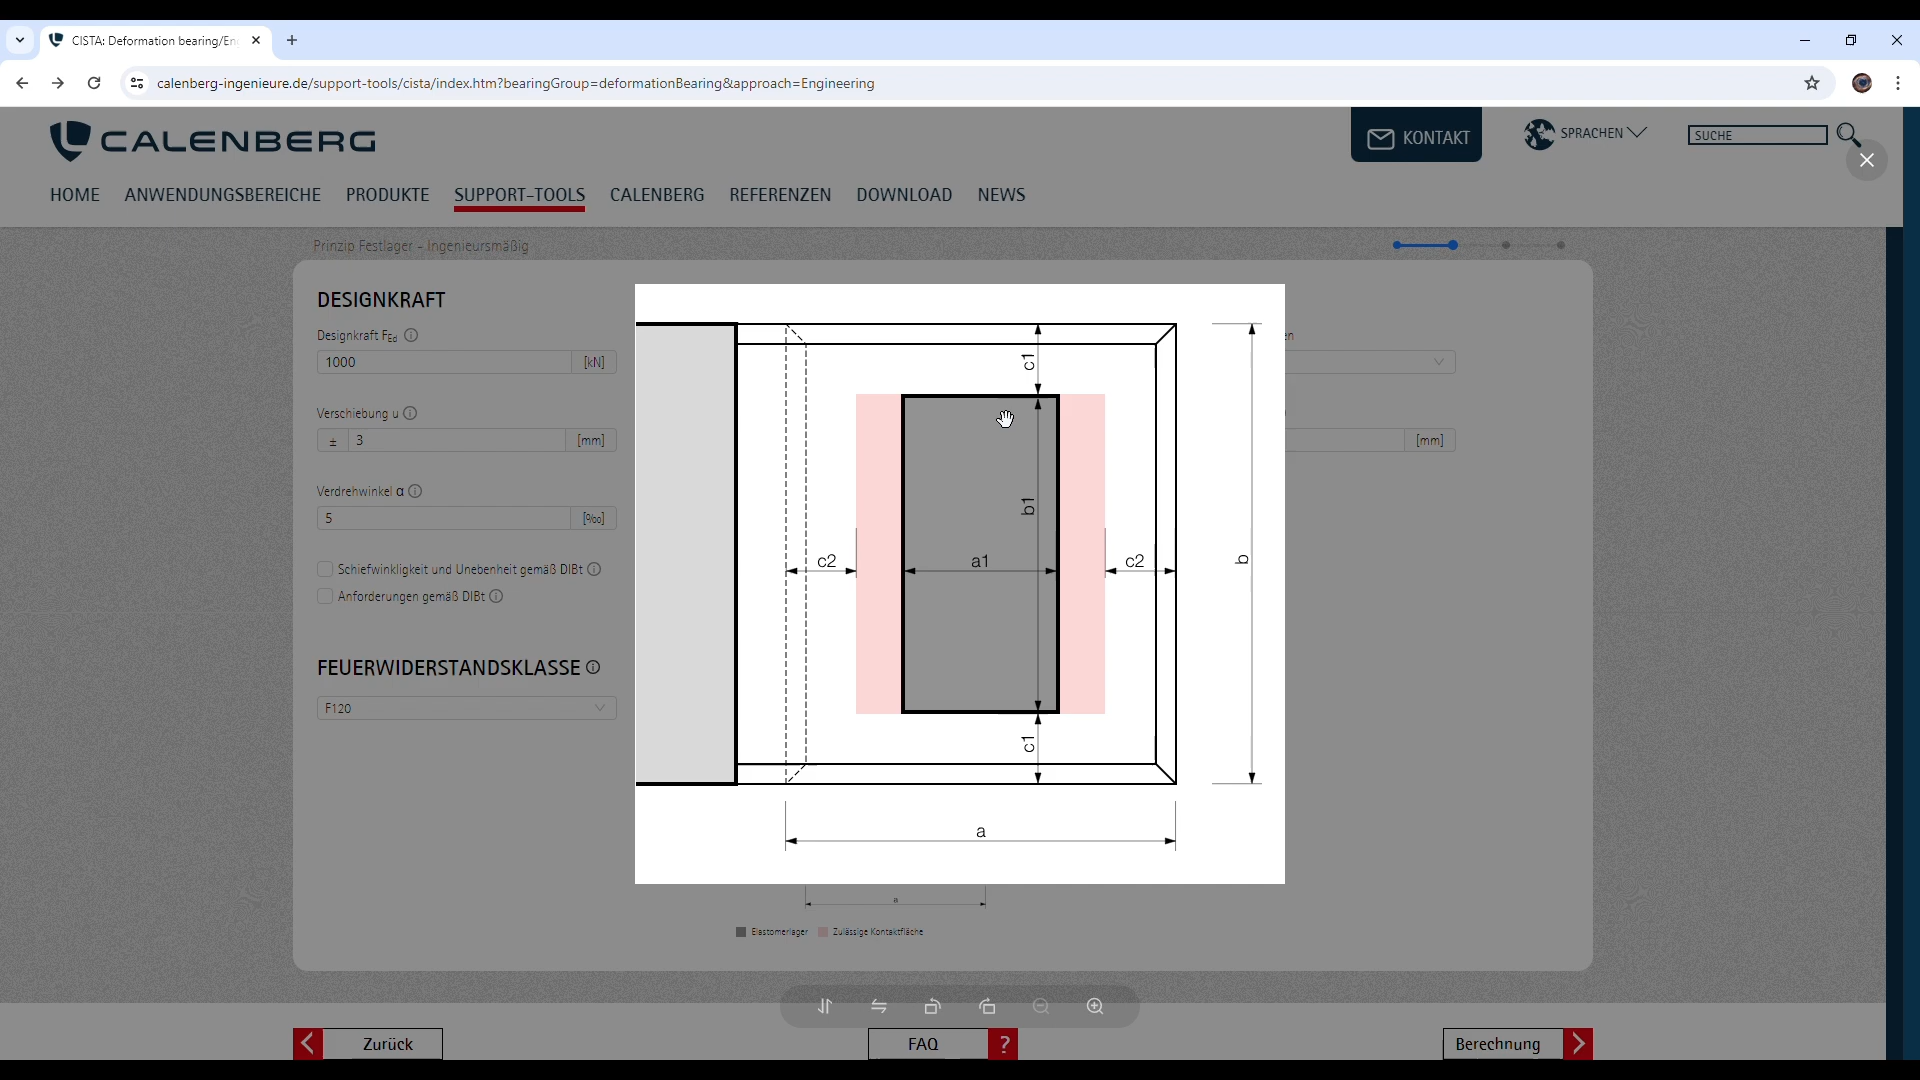 CISTA: Deformation bearing/En
calenberg-ingenieure.de/support-tools/cista/index.htm?bearingGroup=deformationBearing&approach=Engineering
CALENBERG
KONTAKT
SPRACHEN
SUCHE
HOME ANWENDUNGSBEREICHE PRODUKTE SUPPORT-TOOLS CALENBERG REFERENZEN DOWNLOAD NEWS
Prinzip Festlager - Ingenieursmäßig
DESIGNKRAFT
Designkraft FEd
1000 [kN]
Verschiebung u
± 3 [mm]
Verdrehwinkel α
5 [‰]
Schiefwinkligkeit und Unebenheit gemäß DIBt
Anforderungen gemäß DIBt
FEUERWIDERSTANDSKLASSE
F120
c1
b1
c2
a1
c2
b
c1
a
en
[mm]
a
Elastomerlager
Zulässige Kontaktfläche
Zurück
FAQ ?
Berechnung